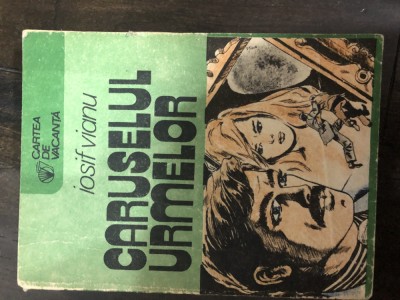 CARTEA
DE
VACANȚĂ
iosif vianu
CARUSELUL
URMELOR